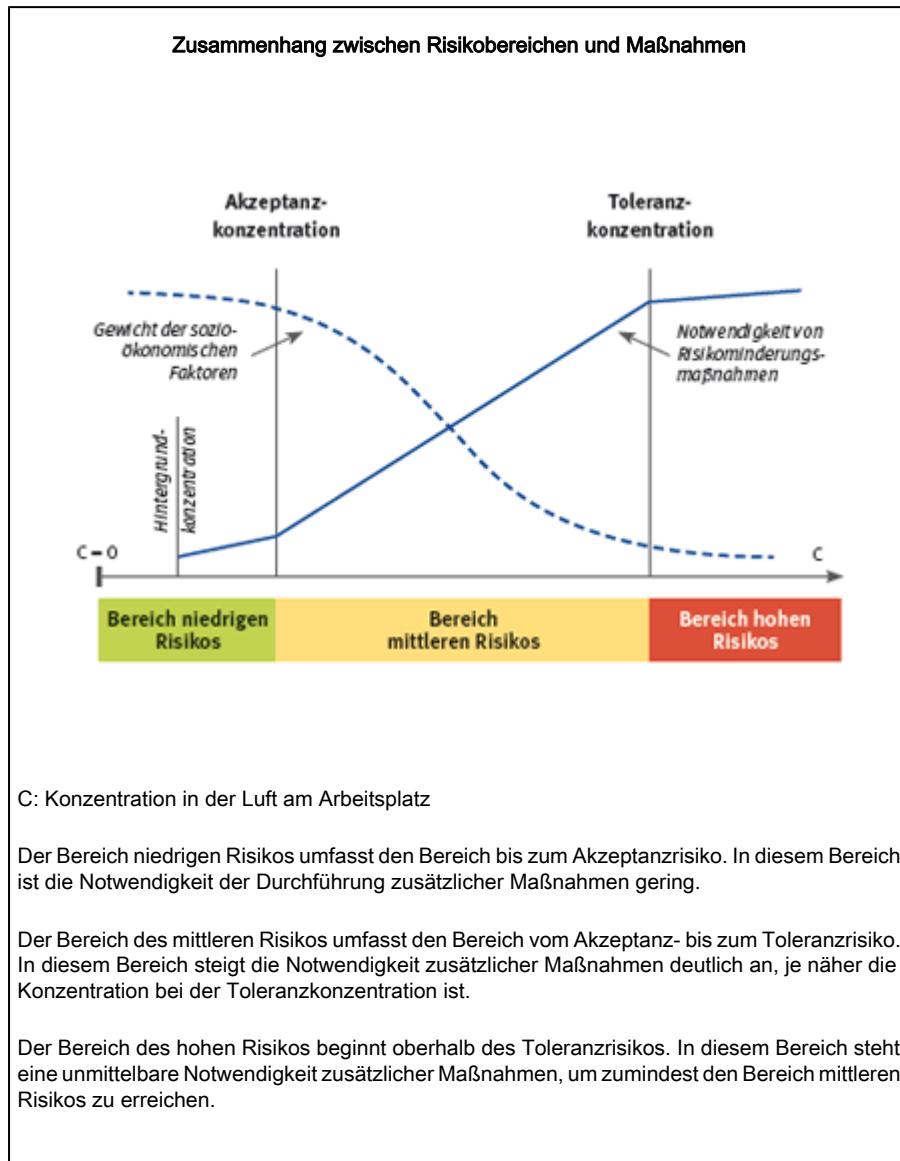 Zusammenhang zwischen Risikobereichen und Maßnahmen
Akzeptanz-
konzentration
Toleranz-
konzentration
Gewicht der sozio-
ökonomischen
Faktoren
Notwendigkeit von
Risikominderungs-
maßnahmen
Hintergrund-
konzentration
C = 0
C
Bereich niedrigen
Risikos
Bereich
mittleren Risikos
Bereich hohen
Risikos
C: Konzentration in der Luft am Arbeitsplatz
Der Bereich niedrigen Risikos umfasst den Bereich bis zum Akzeptanzrisiko. In diesem Bereich
ist die Notwendigkeit der Durchführung zusätzlicher Maßnahmen gering.
Der Bereich des mittleren Risikos umfasst den Bereich vom Akzeptanz- bis zum Toleranzrisiko.
In diesem Bereich steigt die Notwendigkeit zusätzlicher Maßnahmen deutlich an, je näher die
Konzentration bei der Toleranzkonzentration ist.
Der Bereich des hohen Risikos beginnt oberhalb des Toleranzrisikos. In diesem Bereich steht
eine unmittelbare Notwendigkeit zusätzlicher Maßnahmen, um zumindest den Bereich mittleren
Risikos zu erreichen.